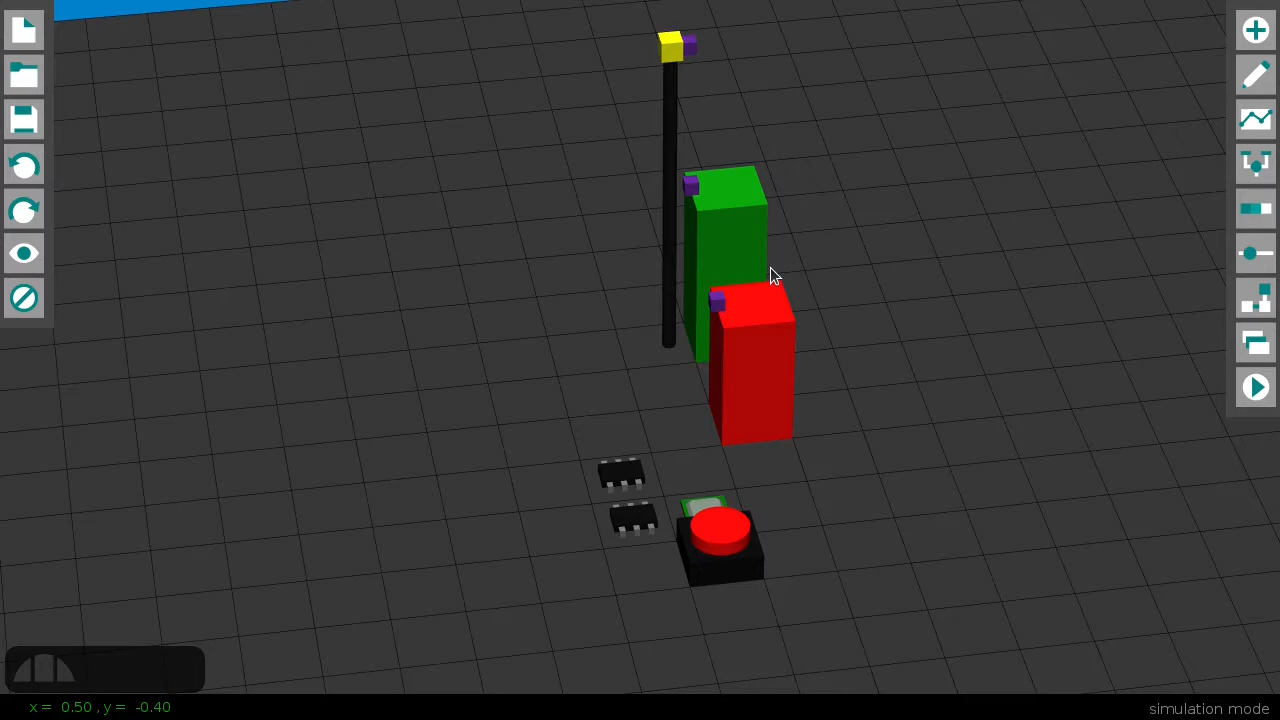 x = 0.50 , y = -0.40
simulation mode